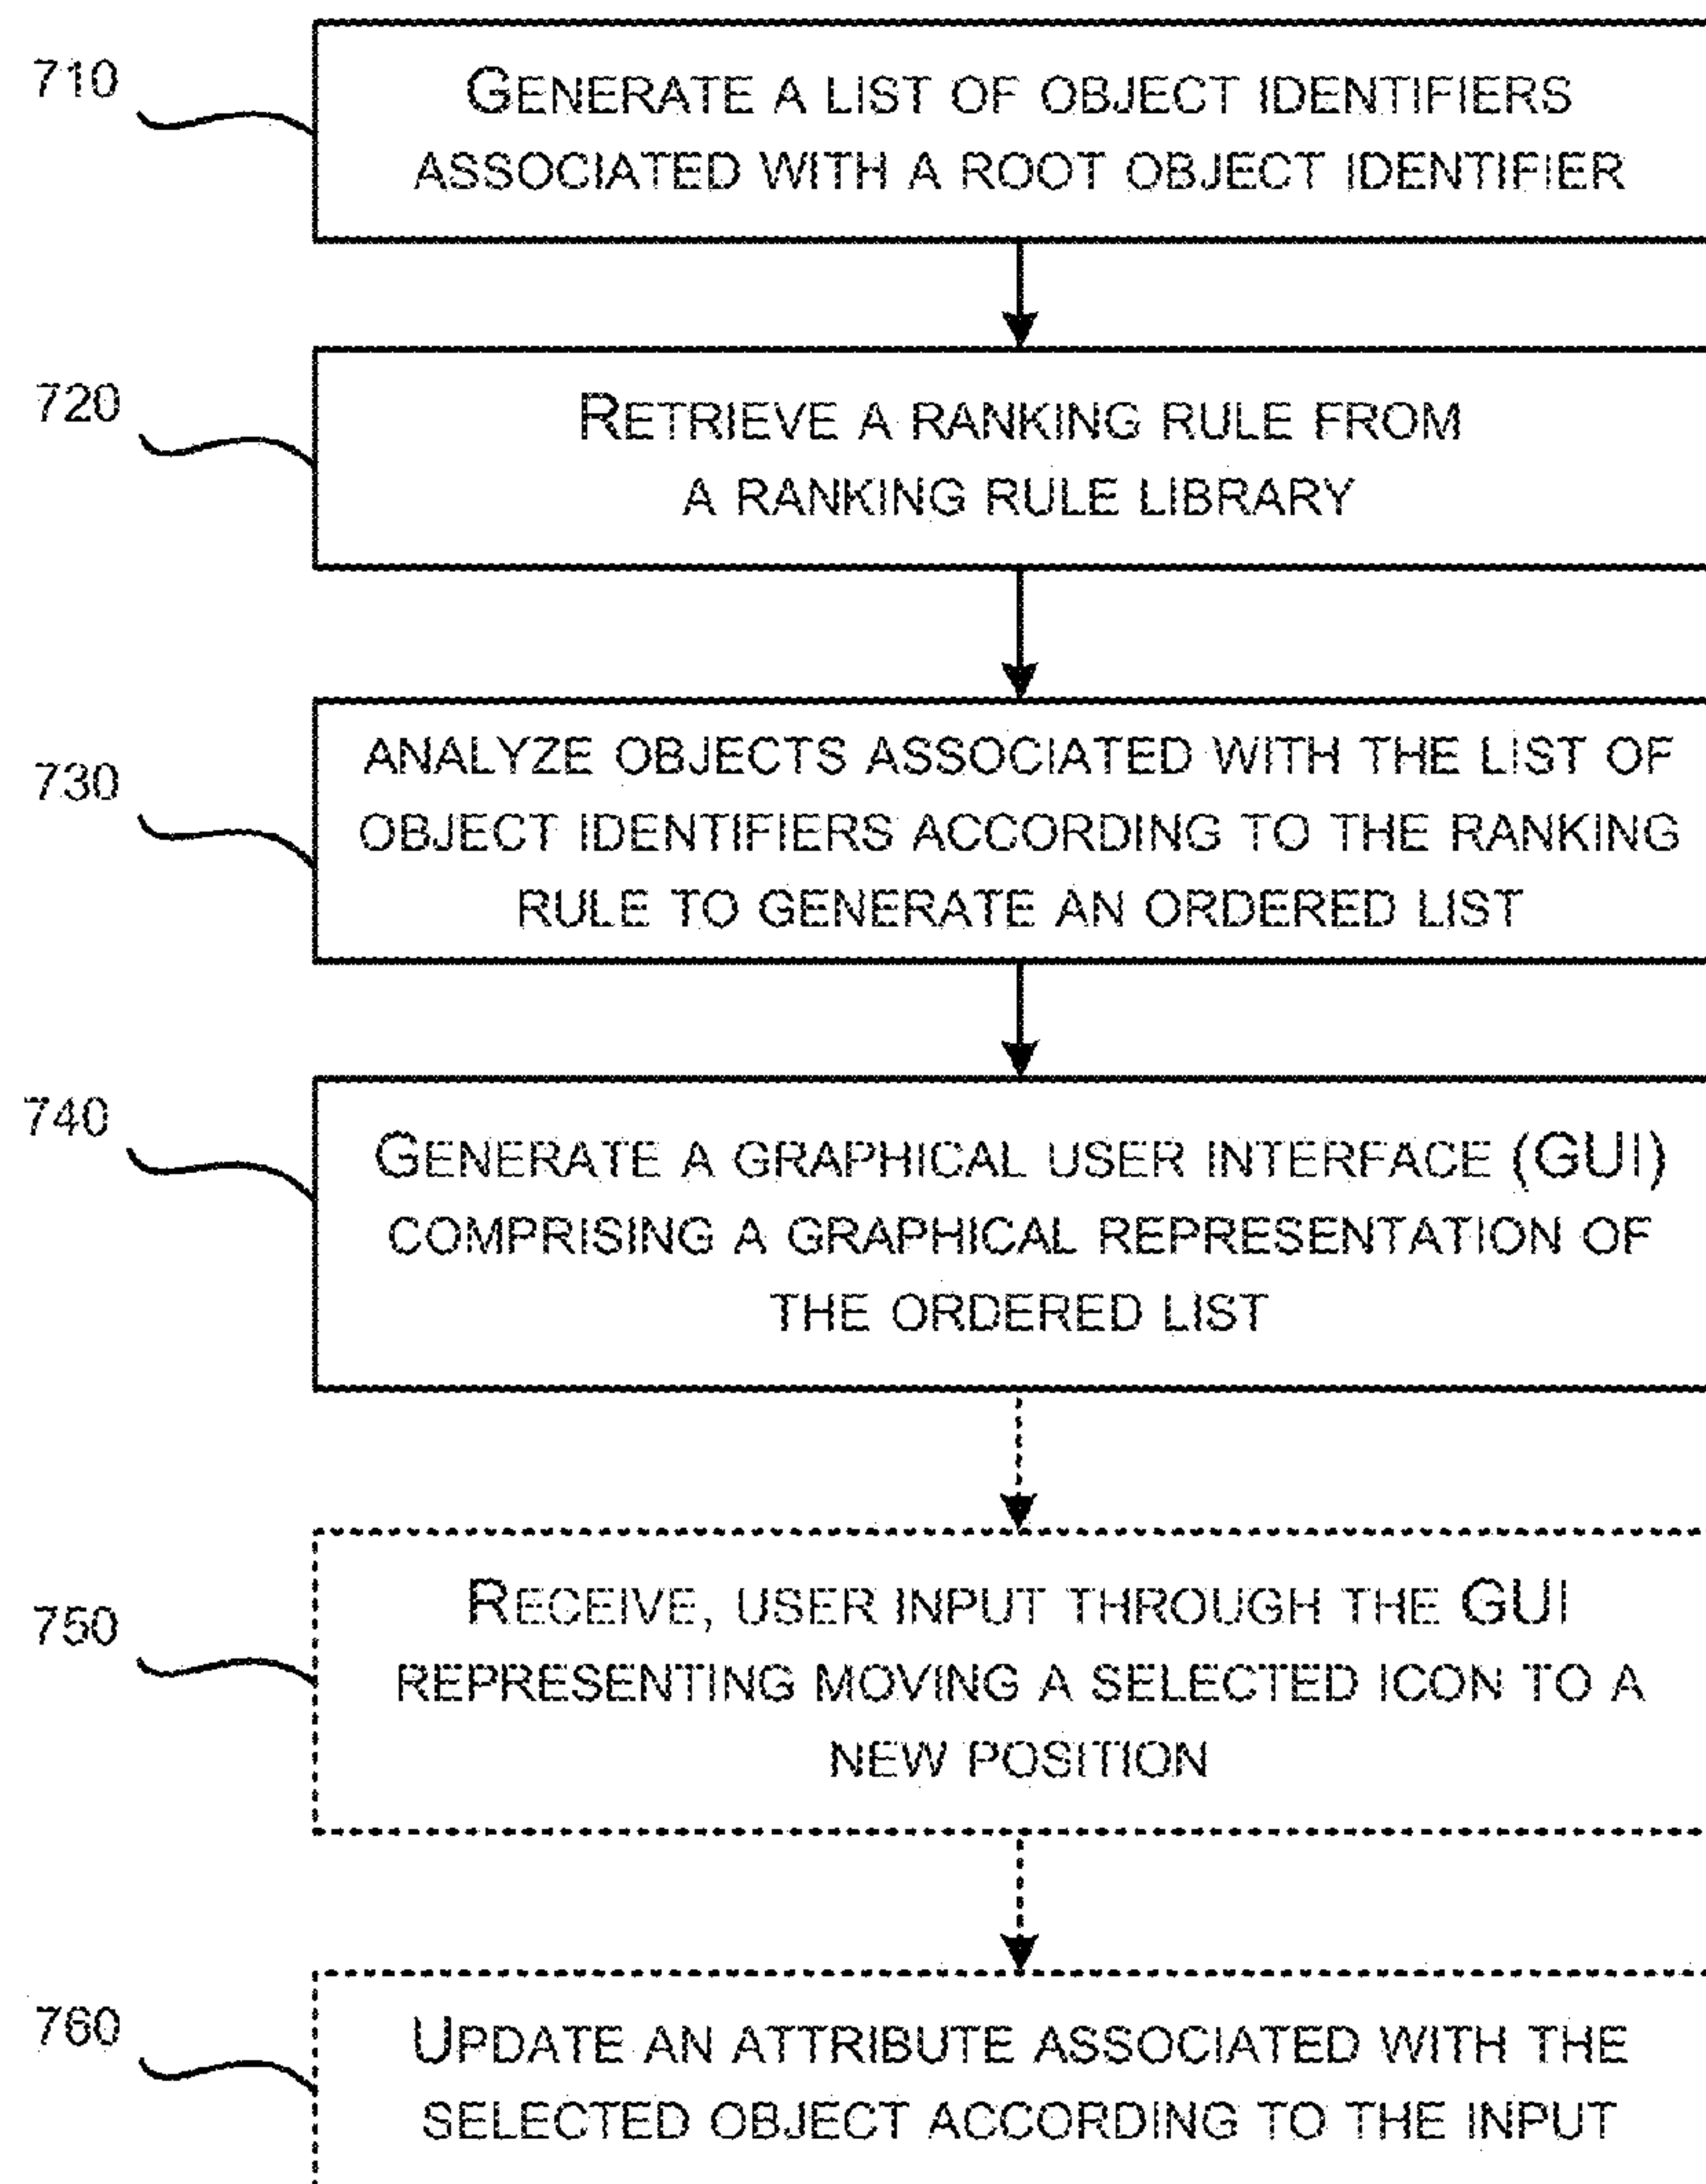 710
GENERATE A LIST OF OBJECT IDENTIFIERS
ASSOCIATED WITH A ROOT OBJECT IDENTIFIER
720
RETRIEVE A RANKING RULE FROM
A RANKING RULE LIBRARY
730
ANALYZE OBJECTS ASSOCIATED WITH THE LIST OF
OBJECT IDENTIFIERS ACCORDING TO THE RANKING
RULE TO GENERATE AN ORDERED LIST
740
GENERATE A GRAPHICAL USER INTERFACE (GUI)
COMPRISING A GRAPHICAL REPRESENTATION OF
THE ORDERED LIST
750
RECEIVE, USER INPUT THROUGH THE GUI
REPRESENTING MOVING A SELECTED ICON TO A
NEW POSITION
760
UPDATE AN ATTRIBUTE ASSOCIATED WITH THE
SELECTED OBJECT ACCORDING TO THE INPUT